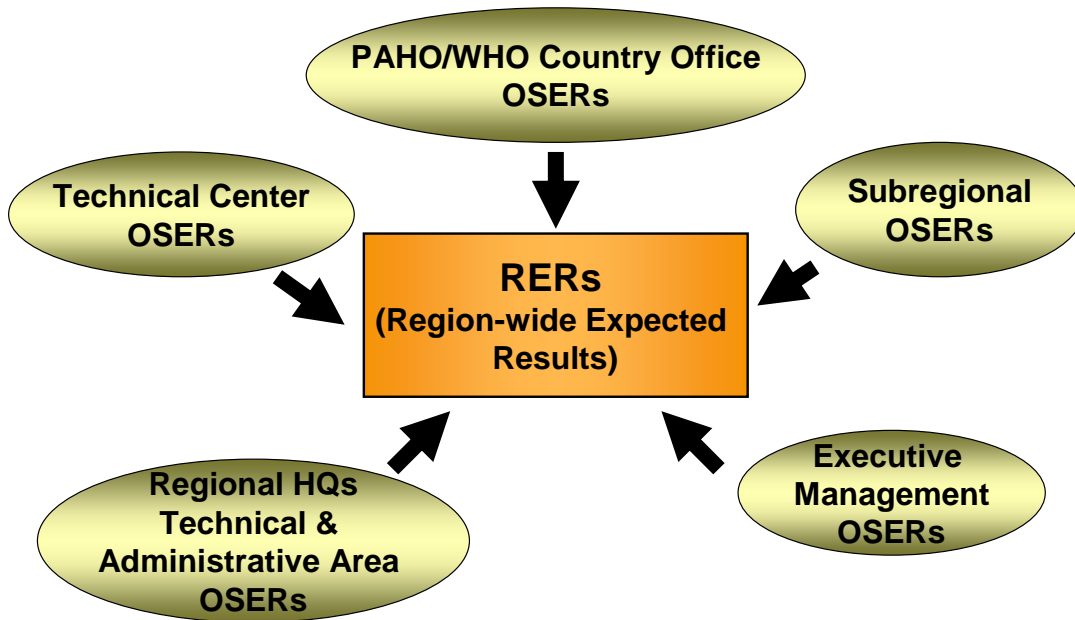 PAHO/WHO Country Office
OSERs
Technical Center
OSERs
Subregional
OSERs
RERs
(Region-wide Expected
Results)
Regional HQs
Technical &
Administrative Area
OSERs
Executive
Management
OSERs